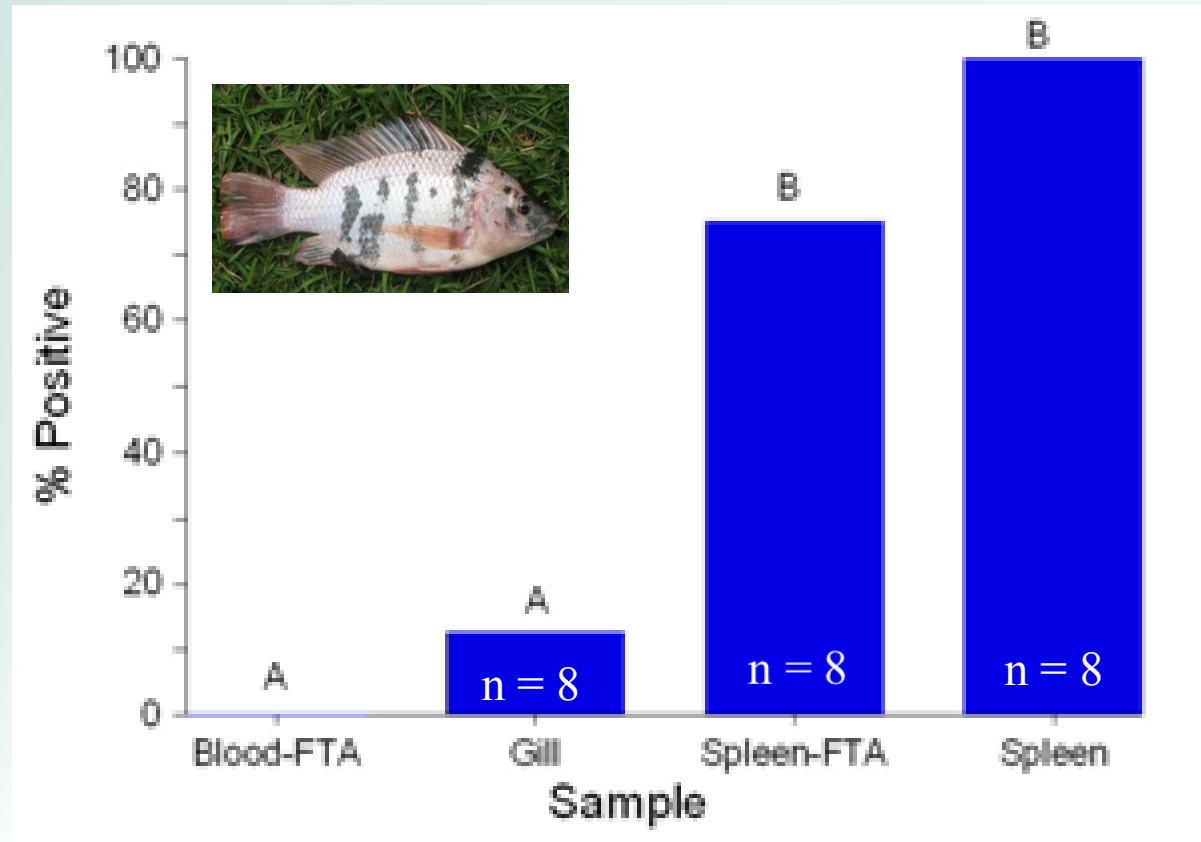 % Positive
100
80
60
40
20
0
A
A
B
B
n = 8
n = 8
n = 8
Blood-FTA
Gill
Spleen-FTA
Spleen
Sample